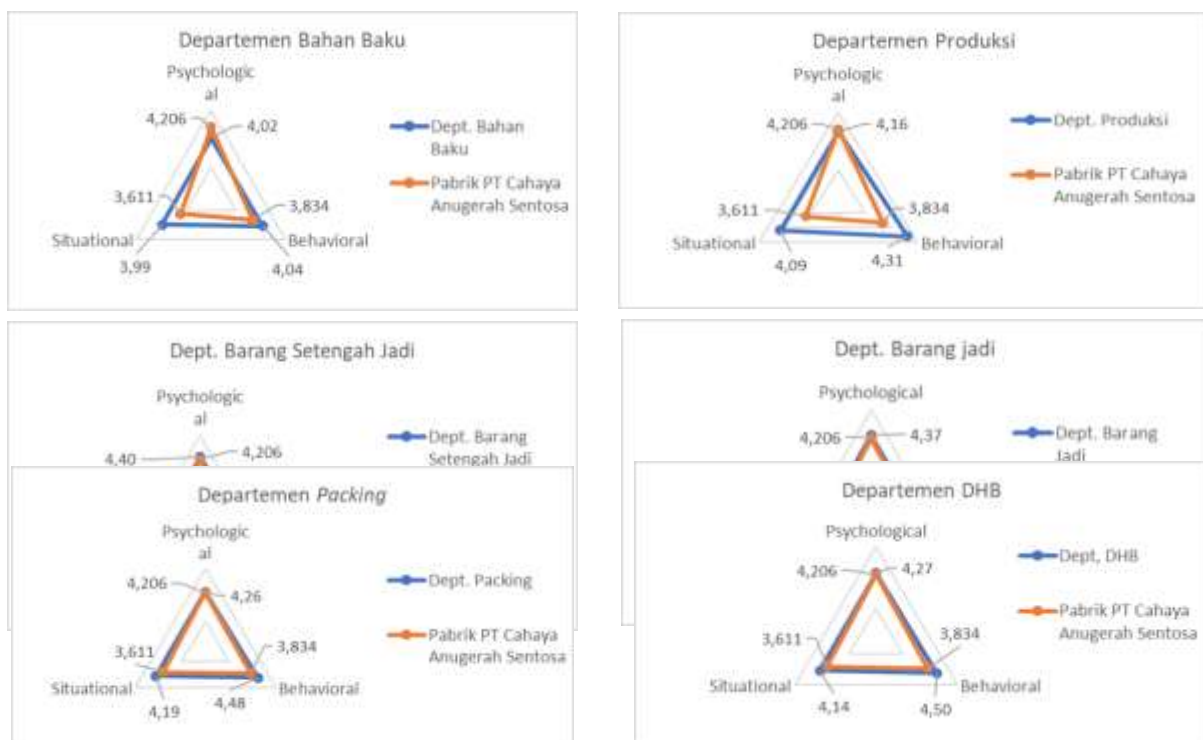 Departemen Bahan Baku
Psychologic
al
4,206
4,02
Dept. Bahan
Baku
Pabrik PT Cahaya
Anugerah Sentosa
3,611
3,834
Situational
Behavioral
3,99
4,04
Departemen Produksi
Psychologic
al
4,206
4,16
Dept. Produksi
Pabrik PT Cahaya
Anugerah Sentosa
3,611
3,834
Situational
Behavioral
4,09
4,31
Dept. Barang Setengah Jadi
Psychologic
al
4,40
4,206
Dept. Barang
Setengah Jadi
Dept. Barang jadi
Psychological
4,206
4,37
Dept. Barang
Jadi
Departemen Packing
Psychologic
al
4,206
4,26
Dept. Packing
Pabrik PT Cahaya
Anugerah Sentosa
3,611
3,834
Situational
Behavioral
4,19
4,48
Departemen DHB
Psychological
4,206
4,27
Dept, DHB
Pabrik PT Cahaya
Anugerah Sentosa
3,611
3,834
Situational
Behavioral
4,14
4,50